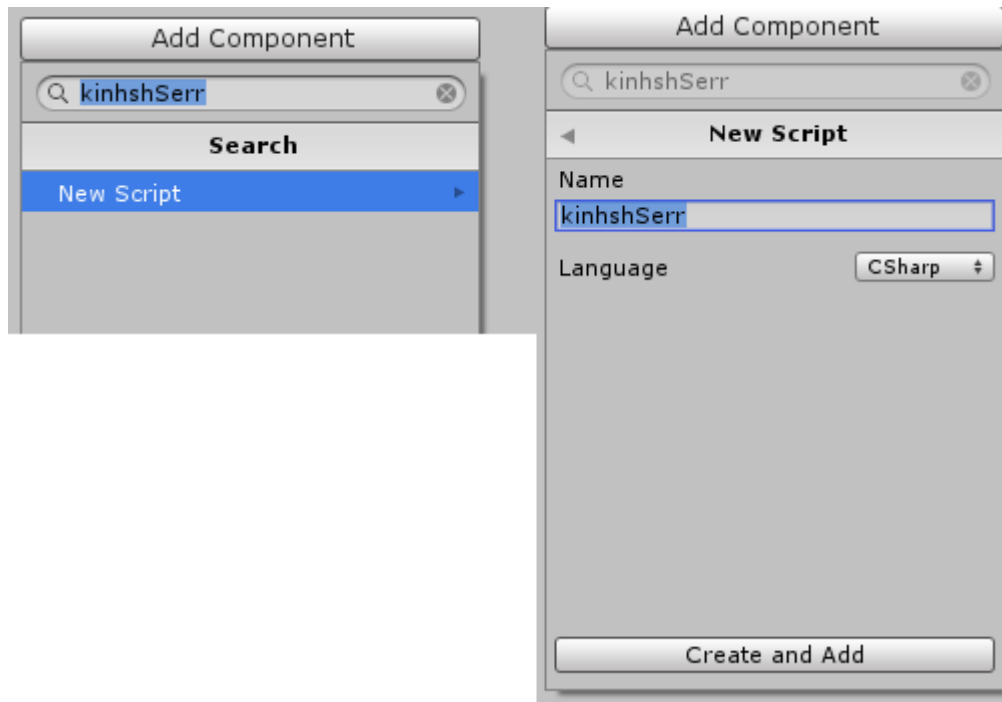 Add Component
kinhshSerr
Search
New Script
Add Component
kinhshSerr
New Script
Name
kinhshSerr
Language CSharp
Create and Add